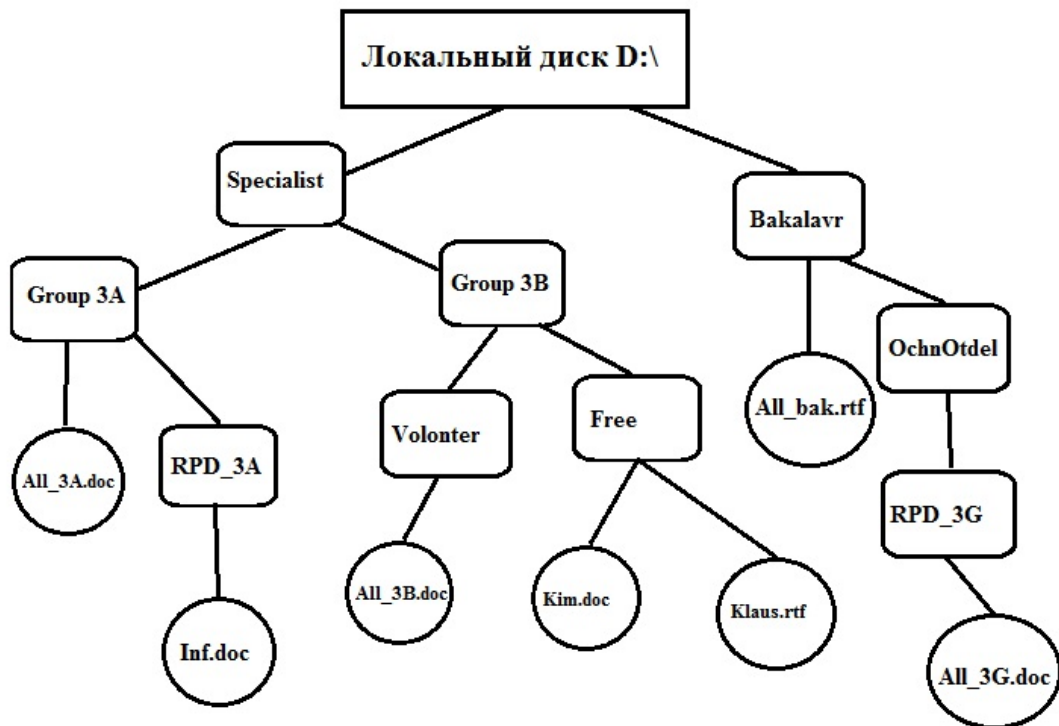 Локальный диск D:\
Specialist
Bakalavr
Group 3A
Group 3B
OchnOtdel
All_bak.rtf
Volonter
Free
RPD_3A
All_3A.doc
RPD_3G
All_3B.doc
Kim.doc
Klaus.rtf
Inf.doc
All_3G.doc